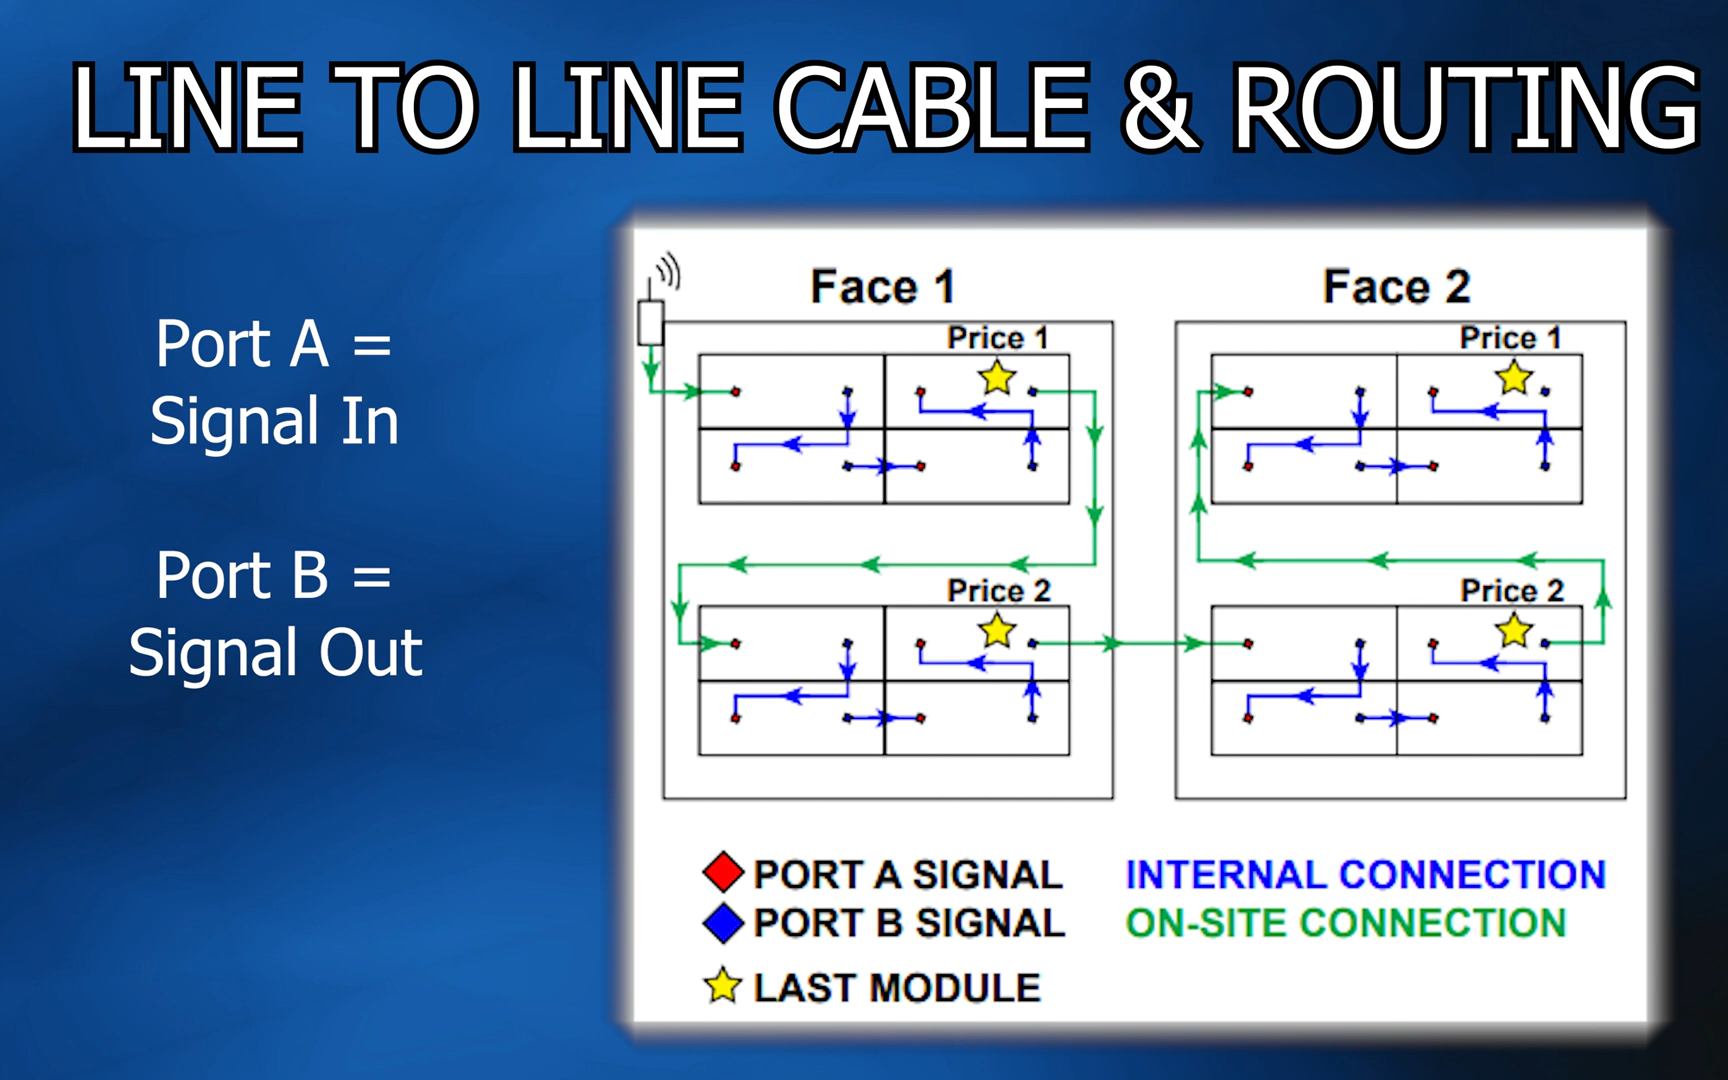 LINE TO LINE CABLE & ROUTING
Port A =
Signal In
Port B =
Signal Out
Face 1
Price 1
Price 2
Face 2
Price 1
Price 2
PORT A SIGNAL
PORT B SIGNAL
LAST MODULE
INTERNAL CONNECTION
ON-SITE CONNECTION